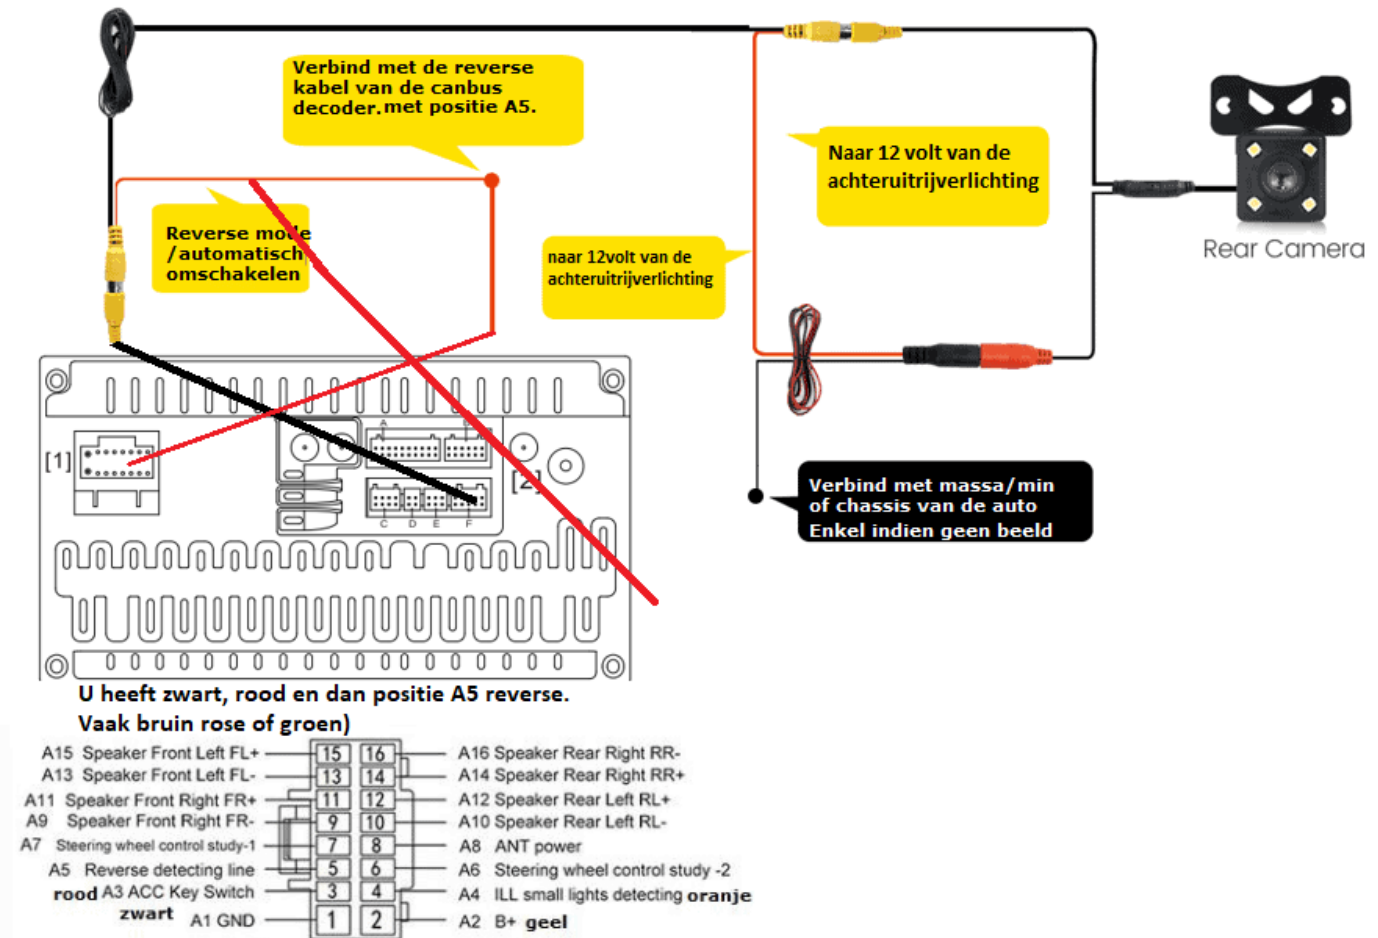 Verbind met de reverse
kabel van de canbus
decoder. met positie A5.
Naar 12 volt van de
achteruitrijverlichting
Reverse mode
/automatisch
omschakelen
naar 12volt van de
achteruitrijverlichting
Rear Camera
[1]
A
B
[2]
C D E F
Verbind met massa/min
of chassis van de auto
Enkel indien geen beeld
U heeft zwart, rood en dan positie A5 reverse.
Vaak bruin rose of groen)
A15 Speaker Front Left FL+ 15 16 A16 Speaker Rear Right RR-
A13 Speaker Front Left FL- 13 14 A14 Speaker Rear Right RR+
A11 Speaker Front Right FR+ 11 12 A12 Speaker Rear Left RL+
A9 Speaker Front Right FR- 9 10 A10 Speaker Rear Left RL-
A7 Steering wheel control study-1 7 8 A8 ANT power
A5 Reverse detecting line 5 6 A6 Steering wheel control study -2
rood A3 ACC Key Switch 3 4 A4 ILL small lights detecting oranje
zwart A1 GND 1 2 A2 B+ geel